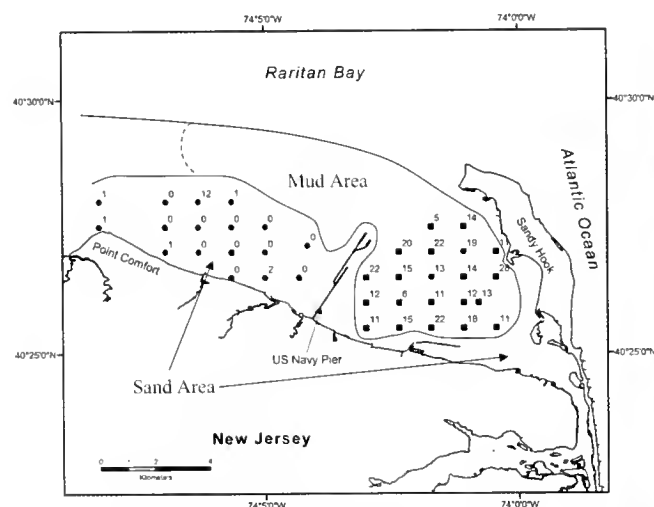 74°5'0"W 74°0'0"W
Raritan Bay
40°30'0"N 40°30'0"N
Atlantic Ocaan
Mud Area
Sandy Hook
1 0 12 1
5 14
1 0 0 0 0
0
20 22 19 1
Point Comfort
1 0 0 0 0
22 15 13 14 28
0 2 0
12 6 11 12 13
11 15 22 18 11
US Navy Pier
40°25'0"N 40°25'0"N
Sand Area
New Jersey
0 2 4
Kilometers
74°5'0"W 74°0'0"W